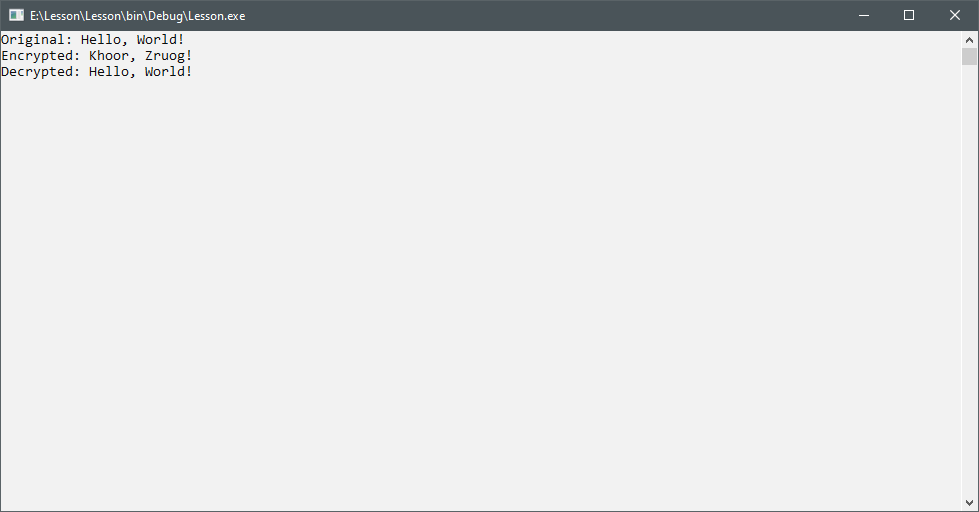 E:\Lesson\Lesson\bin\Debug\Lesson.exe
Original: Hello, World!
Encrypted: Khoor, Zruog!
Decrypted: Hello, World!